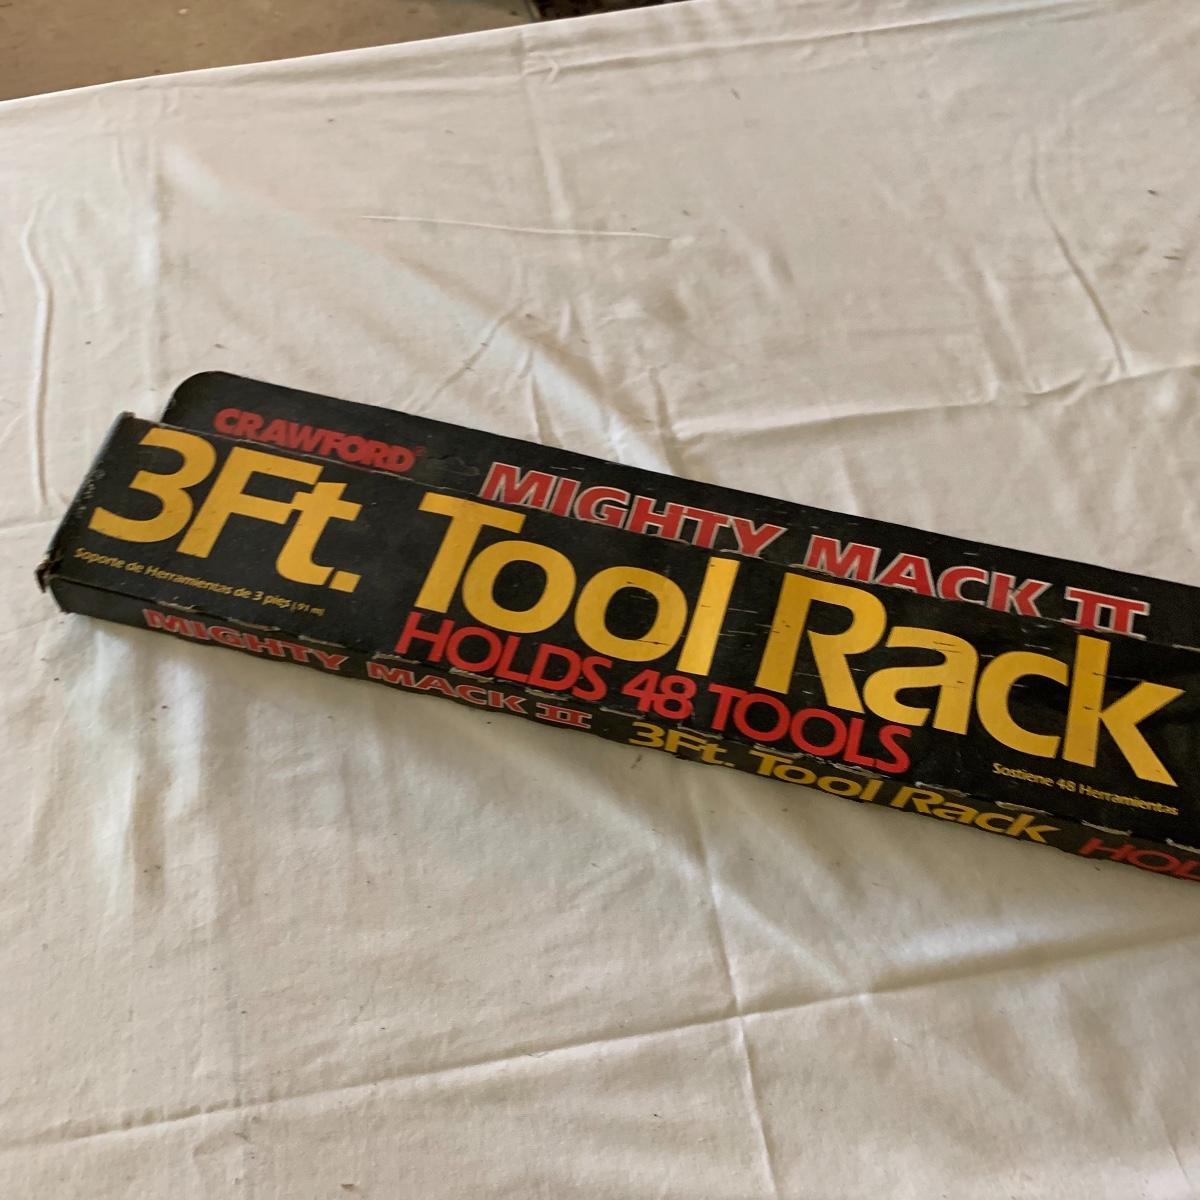 CRAWFORD®
MIGHTY MACK II
3Ft. Tool Rack
Soporte de Herramientas de 3 pies (.91 m)
HOLDS 48 TOOLS
Sostiene 48 Herramientas
MIGHTY MACK II 3Ft. Tool Rack HOL